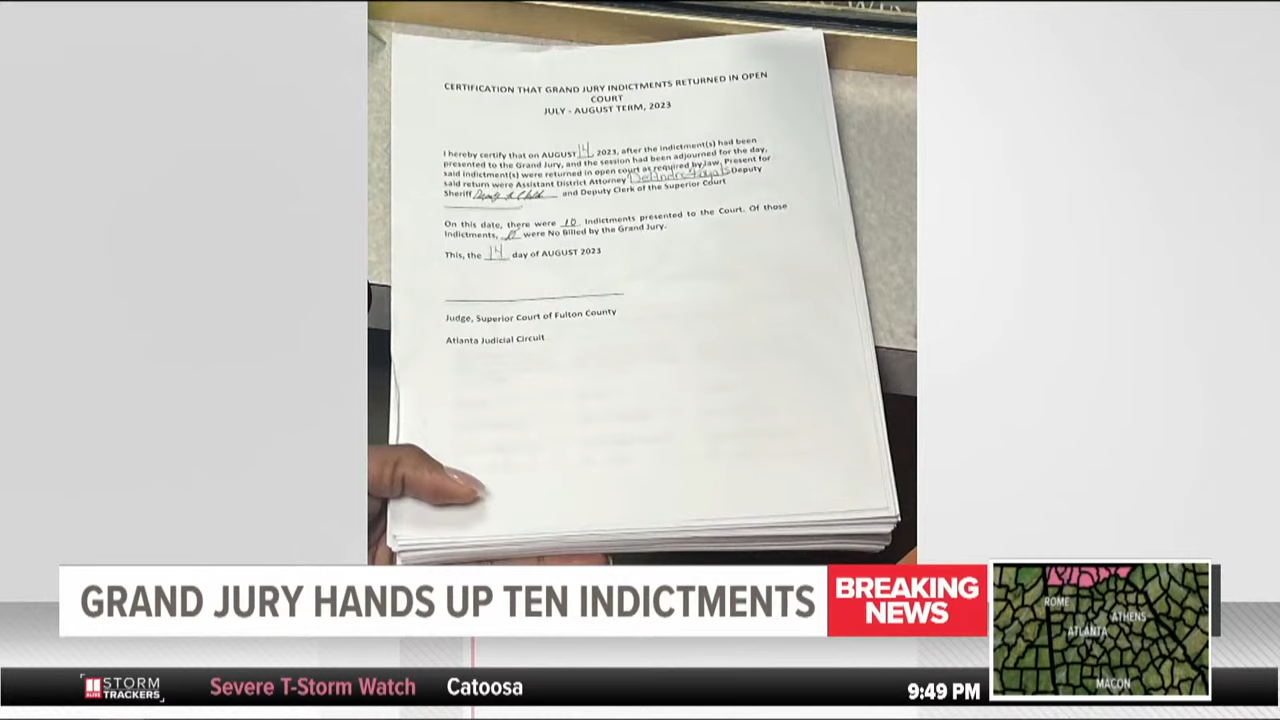 CERTIFICATION THAT GRAND JURY INDICTMENTS RETURNED IN OPEN
COURT
JULY - AUGUST TERM, 2023
I hereby certify that on AUGUST 14 2023, after the indictment(s) had been
presented to the Grand Jury, and the session had been adjourned for the day,
said indictment(s) were returned in open court as required by law, Present for
said return were Assistant District Attorney Deputy
Sheriff and Deputy Clerk of the Superior Court
On this date, there were 10 Indictments presented to the Court. Of those
Indictments, were No Billed by the Grand Jury.
This, the 14 day of AUGUST 2023
Judge, Superior Court of Fulton County
Atlanta Judicial Circuit
GRAND JURY HANDS UP TEN INDICTMENTS
BREAKING
NEWS
ROME
ATHENS
ATLANTA
MACON
11 ALIVE
STORM
TRACKERS
Severe T-Storm Watch
Catoosa
9:49 PM